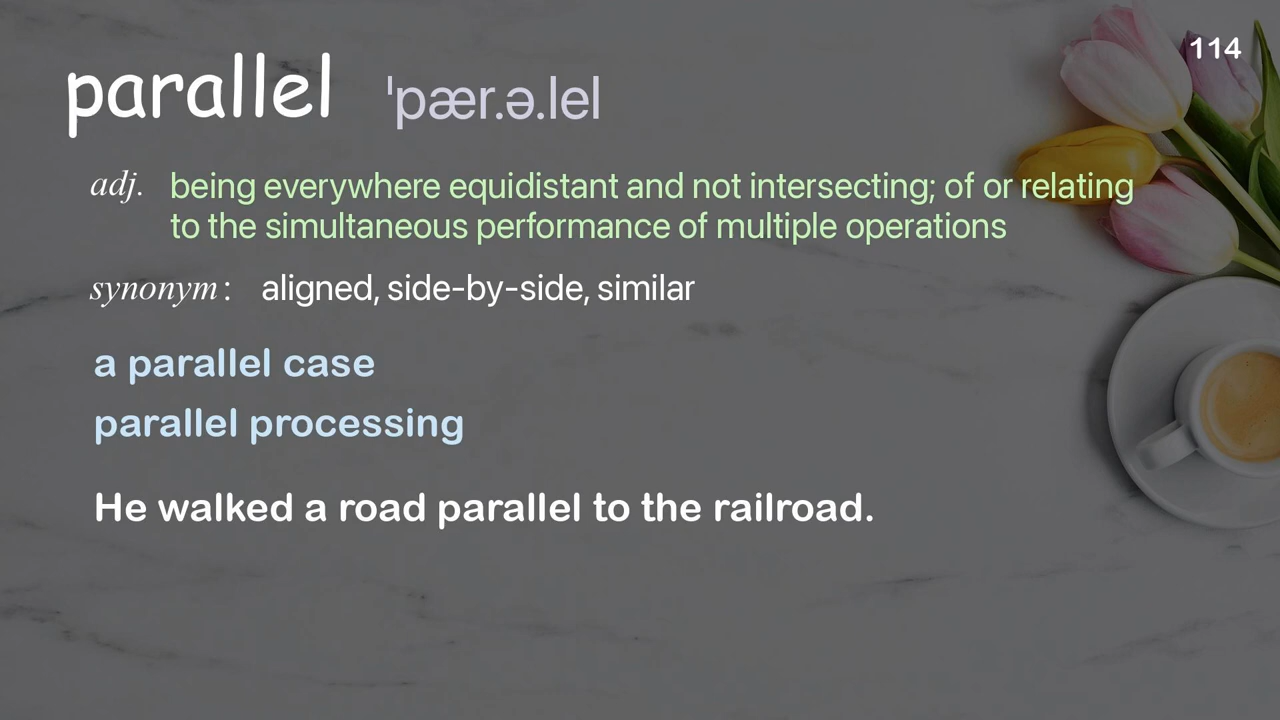 114
parallel ˈpær.ə.lel
adj. being everywhere equidistant and not intersecting; of or relating
to the simultaneous performance of multiple operations
synonym: aligned, side-by-side, similar
a parallel case
parallel processing
He walked a road parallel to the railroad.